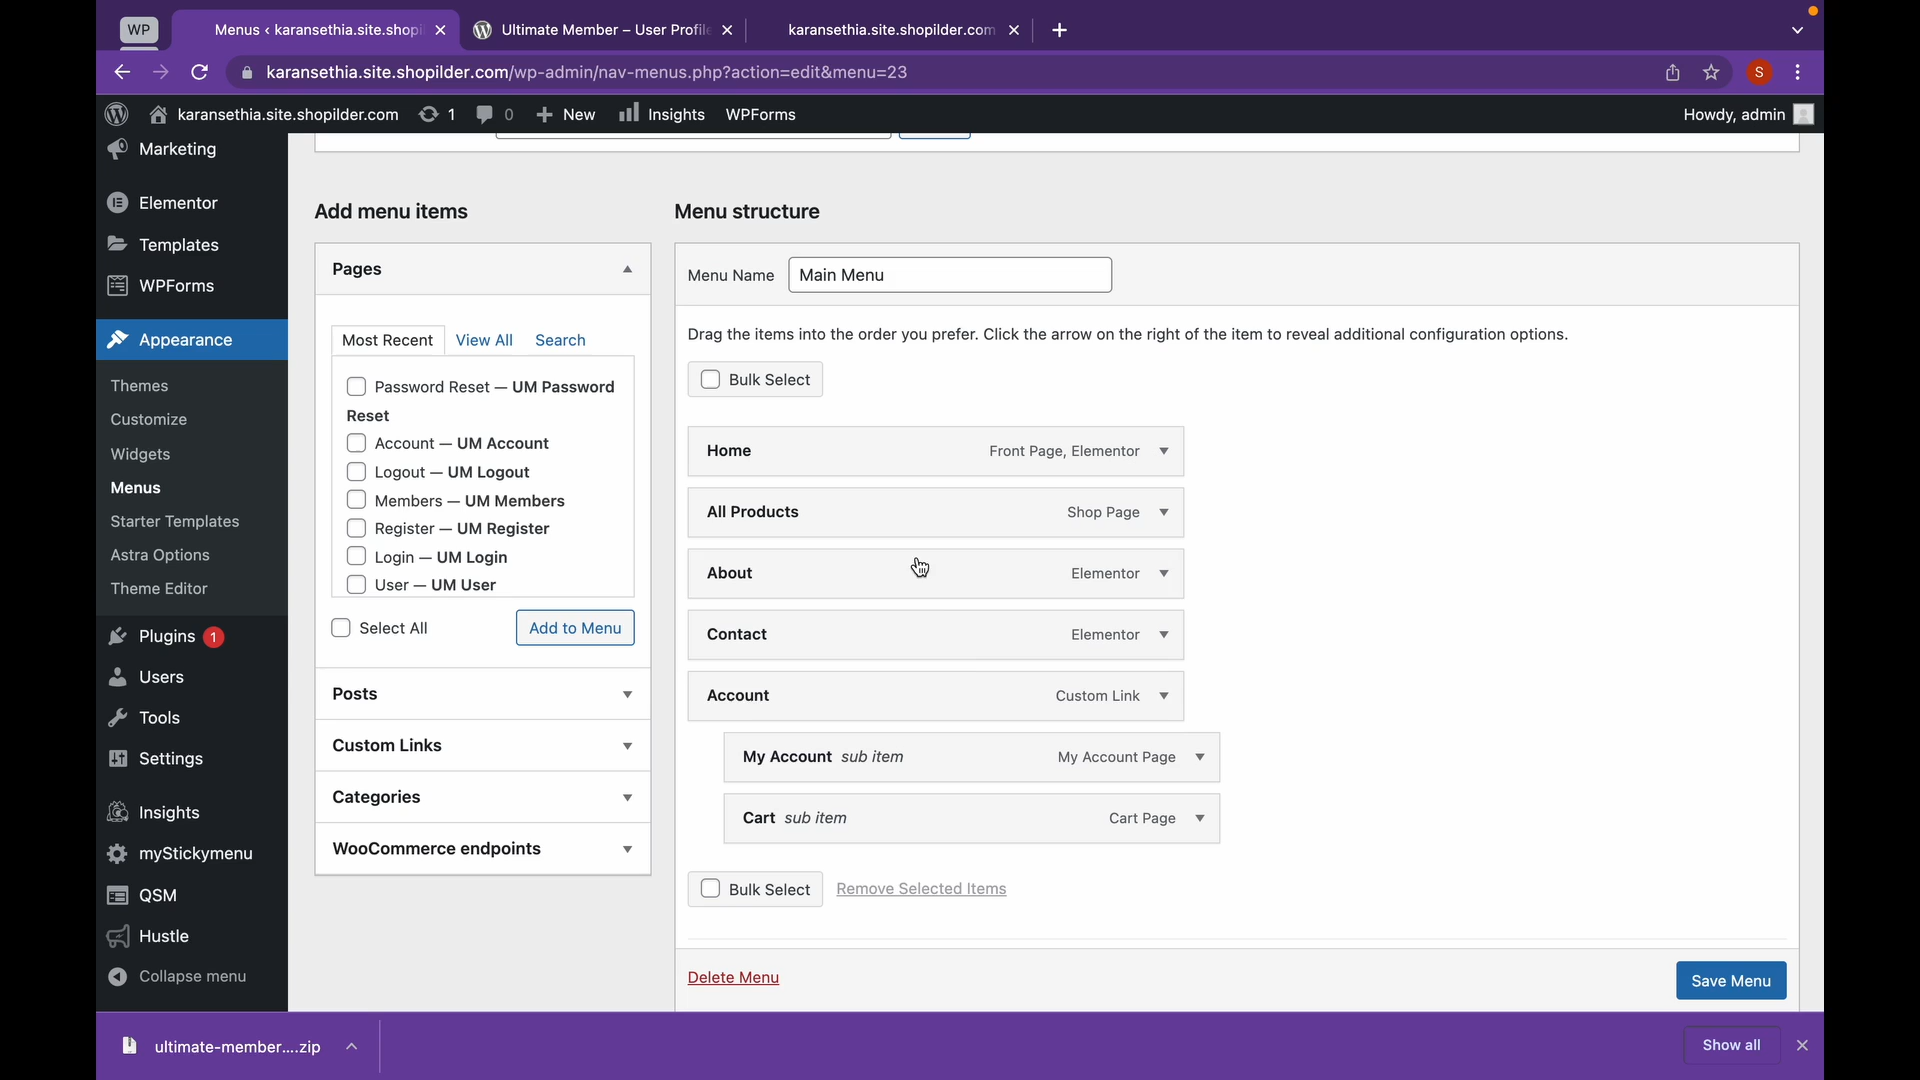 WP
Menus ‹ karansethia.site.shopi
Ultimate Member – User Profile
karansethia.site.shopilder.com
karansethia.site.shopilder.com/wp-admin/nav-menus.php?action=edit&menu=23
S
karansethia.site.shopilder.com
1
0
New
Insights
WPForms
Howdy, admin
Marketing
Elementor
Templates
WPForms
Appearance
Themes
Customize
Widgets
Menus
Starter Templates
Astra Options
Theme Editor
Plugins 1
Users
Tools
Settings
Insights
myStickymenu
QSM
Hustle
Collapse menu
Add menu items
Pages
Most Recent
View All
Search
Password Reset — UM Password
Reset
Account — UM Account
Logout — UM Logout
Members — UM Members
Register — UM Register
Login — UM Login
User — UM User
Select All
Add to Menu
Posts
Custom Links
Categories
WooCommerce endpoints
Menu structure
Menu Name
Main Menu
Drag the items into the order you prefer. Click the arrow on the right of the item to reveal additional configuration options.
Bulk Select
Home
Front Page, Elementor
All Products
Shop Page
About
Elementor
Contact
Elementor
Account
Custom Link
My Account sub item
My Account Page
Cart sub item
Cart Page
Bulk Select
Remove Selected Items
Delete Menu
Save Menu
ultimate-member....zip
Show all